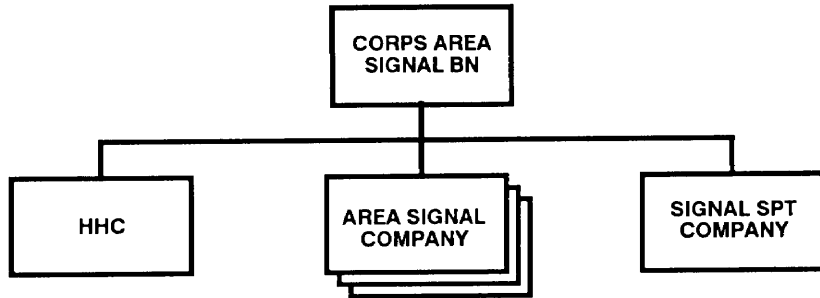 CORPS AREA
SIGNAL BN
HHC
AREA SIGNAL
COMPANY
SIGNAL SPT
COMPANY